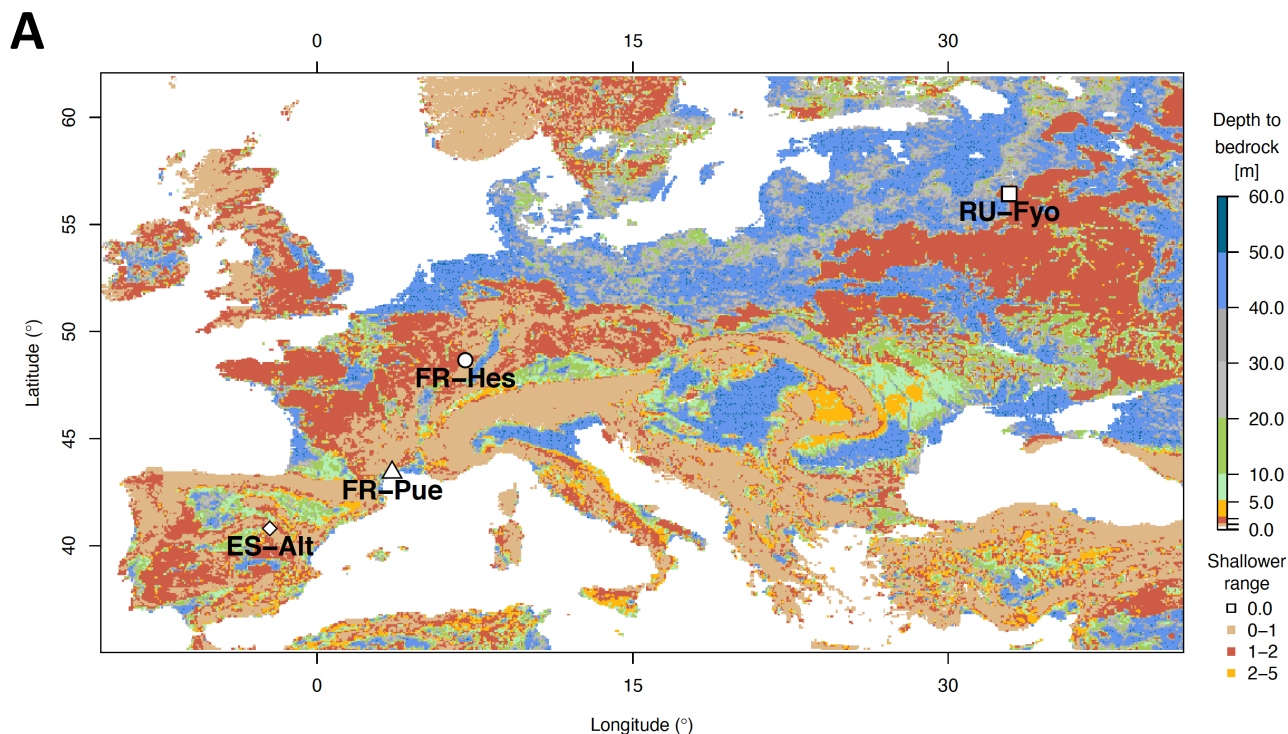 A
0 15 30
60
55
50
45
40
Latitude (°)
RU–Fyo
FR–Hes
FR–Pue
ES–Alt
0 15 30
Longitude (°)
Depth to
bedrock
[m]
60.0
50.0
40.0
30.0
20.0
10.0
5.0
0.0
Shallower
range
0.0
0–1
1–2
2–5